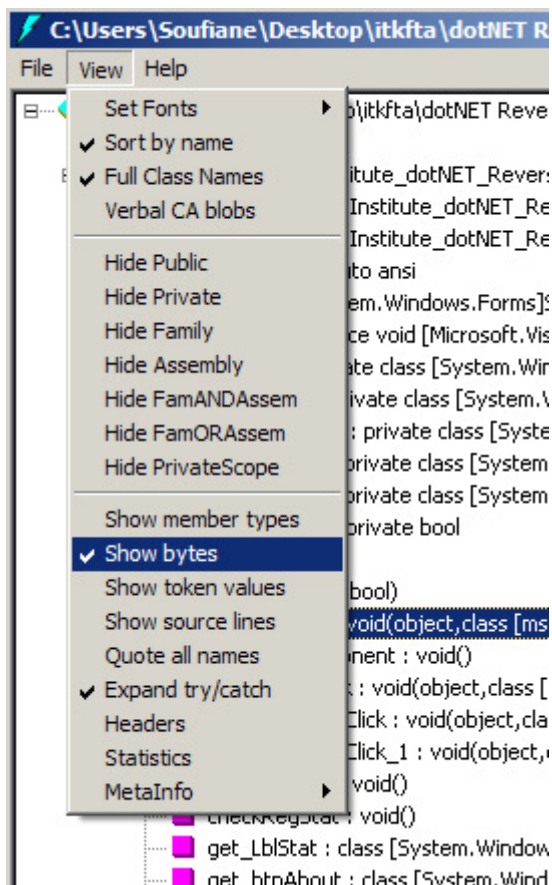 C:\Users\Soufiane\Desktop\itkfta\dotNET R
File View Help
Set Fonts
p\itkfta\dotNET Reve
Sort by name
Full Class Names
itute_dotNET_Revers
Verbal CA blobs
Institute_dotNET_Re
Institute_dotNET_Re
Hide Public
to ansi
Hide Private
em.Windows.Forms]S
Hide Family
ce void [Microsoft.Vis
Hide Assembly
ate class [System.Win
Hide FamANDAssem
ivate class [System.W
Hide FamORAssem
: private class [Syste
Hide PrivateScope
private class [System
private class [System
Show member types
private bool
Show bytes
Show token values
bool)
Show source lines
void(object,class [ms
Quote all names
nent : void()
Expand try/catch
: void(object,class [
Headers
Click : void(object,cla
Statistics
Click_1 : void(object,
MetaInfo
void()
checkRegStat : void()
get_LblStat : class [System.Window
get_btnAbout : class [System.Wind